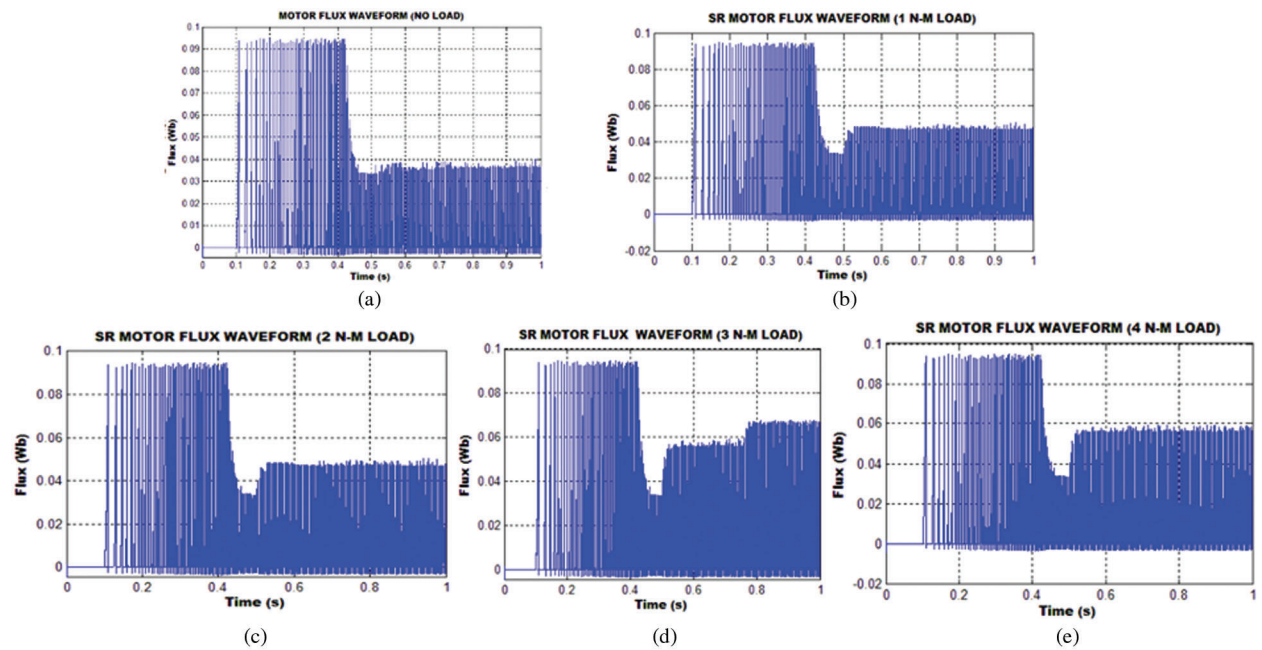 MOTOR FLUX WAVEFORM (NO LOAD)
0.1
0.09
0.08
0.07
0.06
0.05
0.04
0.03
0.02
0.01
0
Flux (Wb)
0 0.1 0.2 0.3 0.4 0.5 0.6 0.7 0.8 0.9 1
Time (s)
(a)
SR MOTOR FLUX WAVEFORM (1 N-M LOAD)
0.1
0.08
0.06
0.04
0.02
0
-0.02
Flux (Wb)
0 0.1 0.2 0.3 0.4 0.5 0.6 0.7 0.8 0.9 1
Time (s)
(b)
SR MOTOR FLUX WAVEFORM (2 N-M LOAD)
0.1
0.08
0.06
0.04
0.02
0
Flux (Wb)
0 0.2 0.4 0.6 0.8 1
Time (s)
(c)
SR MOTOR FLUX WAVEFORM (3 N-M LOAD)
0.1
0.08
0.06
0.04
0.02
0
Flux (Wb)
0 0.2 0.4 0.6 0.8 1
Time (s)
(d)
SR MOTOR FLUX WAVEFORM (4 N-M LOAD)
0.1
0.08
0.06
0.04
0.02
0
-0.02
Flux (Wb)
0 0.2 0.4 0.6 0.8 1
Time (s)
(e)